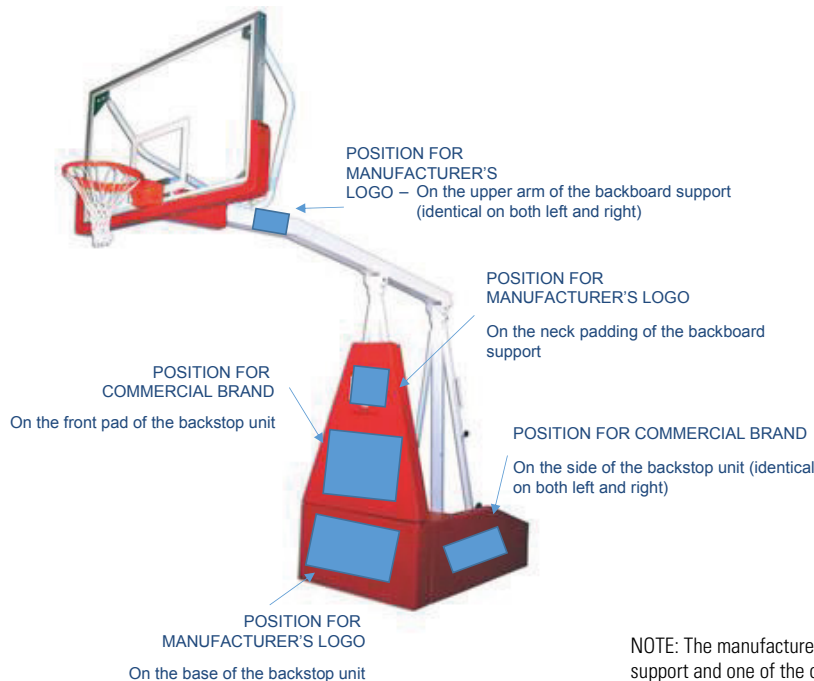 POSITION FOR
MANUFACTURER'S
LOGO – On the upper arm of the backboard support
(identical on both left and right)
POSITION FOR
MANUFACTURER'S LOGO
On the neck padding of the backboard
support
POSITION FOR
COMMERCIAL BRAND
On the front pad of the backstop unit
POSITION FOR COMMERCIAL BRAND
On the side of the backstop unit (identical
on both left and right)
POSITION FOR
MANUFACTURER'S LOGO
On the base of the backstop unit
NOTE: The manufacture
support and one of the